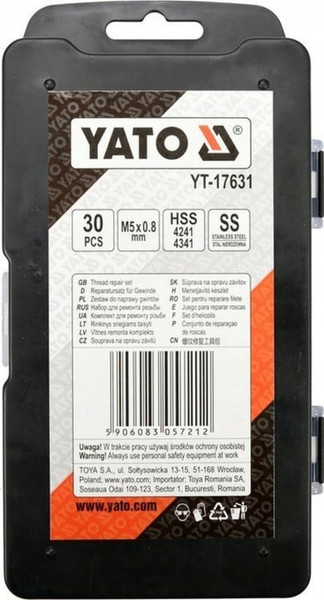 YATO ®
YT-17631
30 PCS
M5x0.8 mm
HSS 4241 4341
SS STAINLESS STEEL STAL NIERDZEWNA
GB Thread repair set
D Reparatursatz für Gewinde
PL Zestaw do naprawy gwintów
RUS Набор для ремонта резьбы
UA Комплект для ремонту різьби
LT Rinkinys sriegiams taisyti
LV Vītnes remonta komplekts
CZ Souprava na opravu závitů
SK Súprava na opravu závitov
H Menetjavító készlet
RO Set pentru reparare filete
E Juego para reparar roscas
F Set d'hélicoils
P Conjunto de reparaçao
de roscas
CN 螺纹修复工具组
5 906083 057212
Uwaga! W trakcie pracy używaj środków ochrony osobistej
Warning! Always use personal safety equipment at work
TOYA S.A., ul. Sołtysowicka 13-15, 51-168 Wrocław,
Poland; www.yato.com; Importator: Toya Romania SA,
Soseaua Odai 109-123, Sector 1, Bucuresti, Romania
www.yato.com